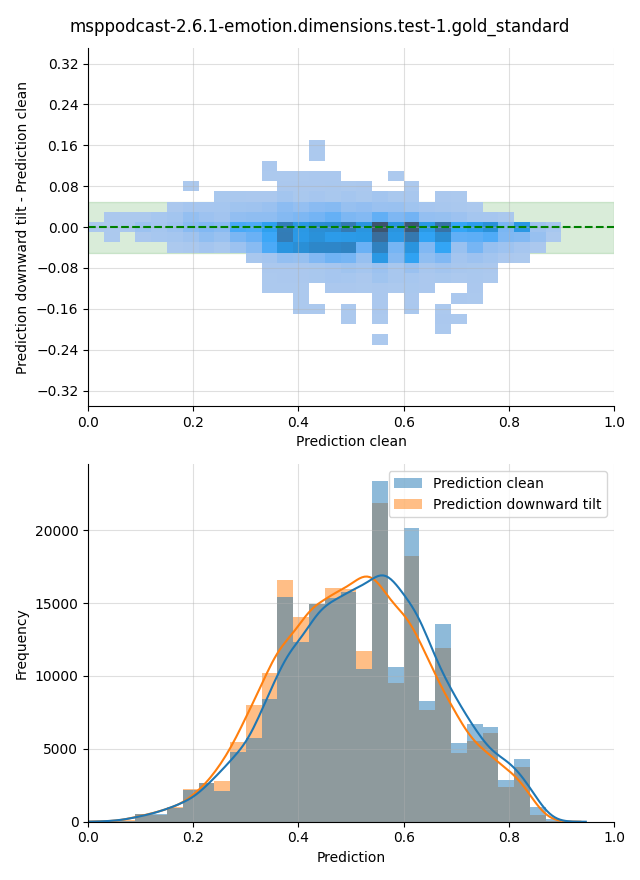 msppodcast-2.6.1-emotion.dimensions.test-1.gold_standard
Prediction downward tilt - Prediction clean
0.32
0.24
0.16
0.08
0.00
−0.08
−0.16
−0.24
−0.32
0.0 0.2 0.4 0.6 0.8 1.0
Prediction clean
Prediction clean
Prediction downward tilt
Frequency
20000
15000
10000
5000
0
0.0 0.2 0.4 0.6 0.8 1.0
Prediction